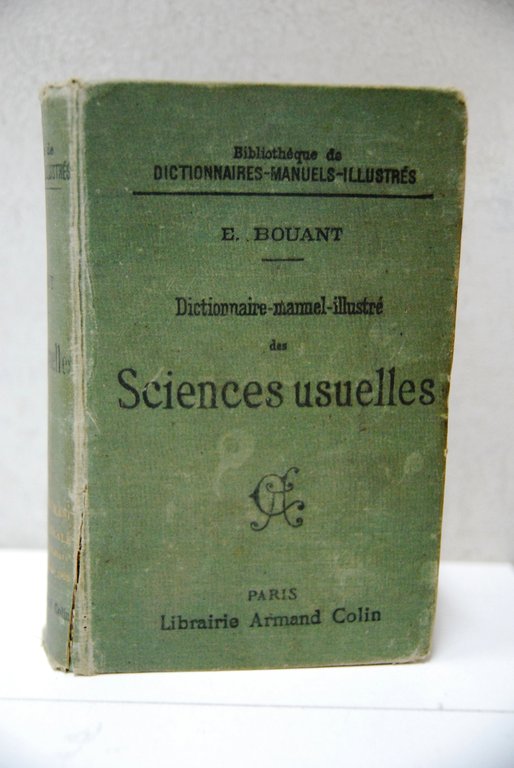 Bibliothèque de
DICTIONNAIRES-MANUELS-ILLUSTRÉS
E. BOUANT
Dictionnaire-manuel-illustré
des
Sciences usuelles
PARIS
Librairie Armand Colin